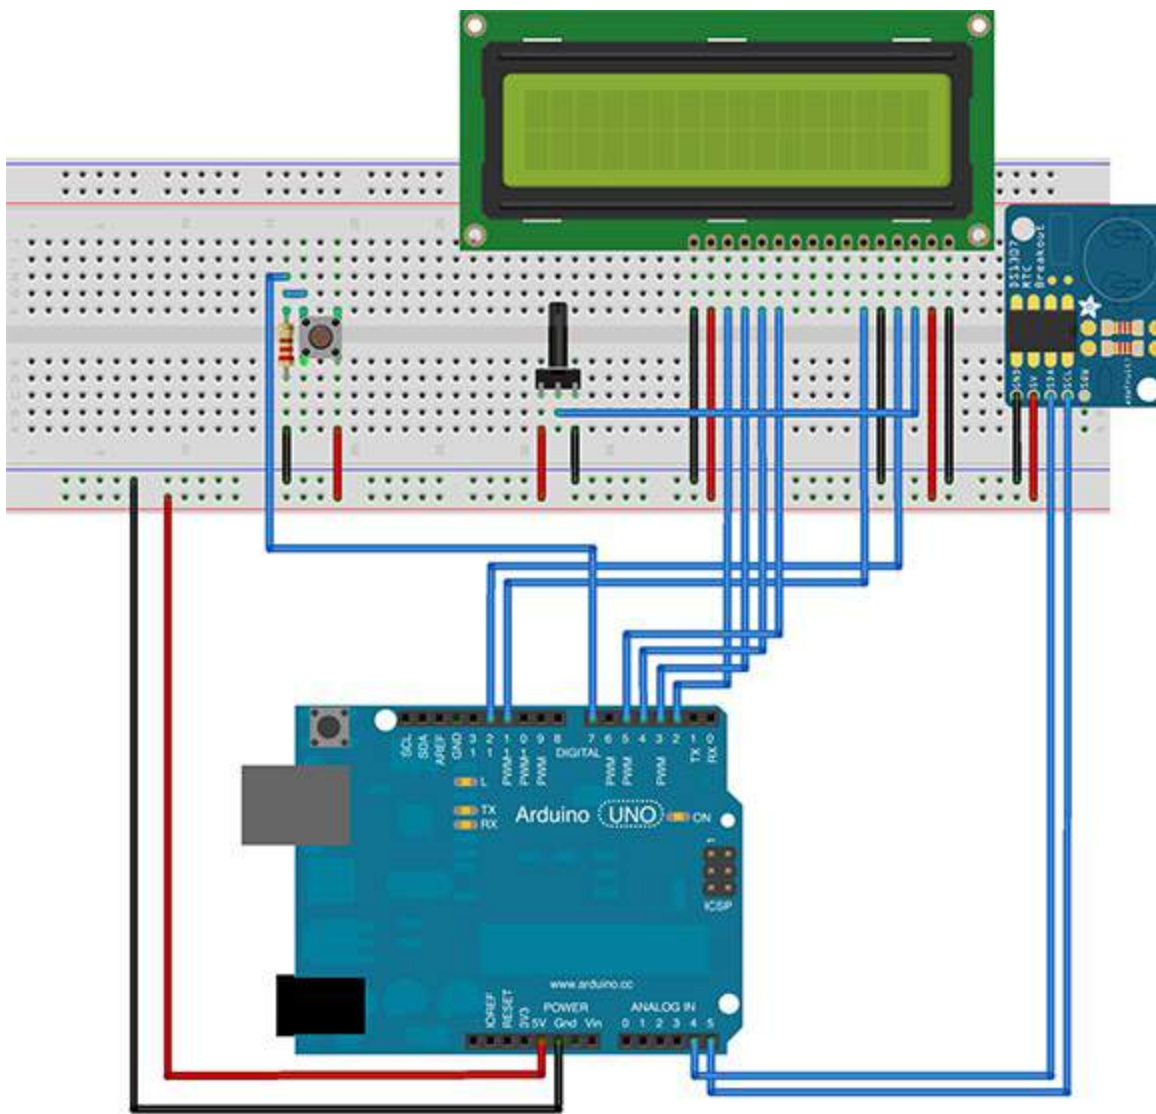 DS1307
RTC
Breakout
GND
5V
SDA
SCL
SQW
adafruit!
SCL
SDA
AREF
GND
13
12
PWM 11
PWM 10
PWM 9
8
DIGITAL
7
PWM 6
PWM 5
4
PWM 3
2
TX 1
RX 0
L
TX
RX
Arduino UNO
ON
1
ICSP
www.arduino.cc
POWER
ANALOG IN
IOREF
RESET
3V3
5V Gnd Vin
0 1 2 3 4 5